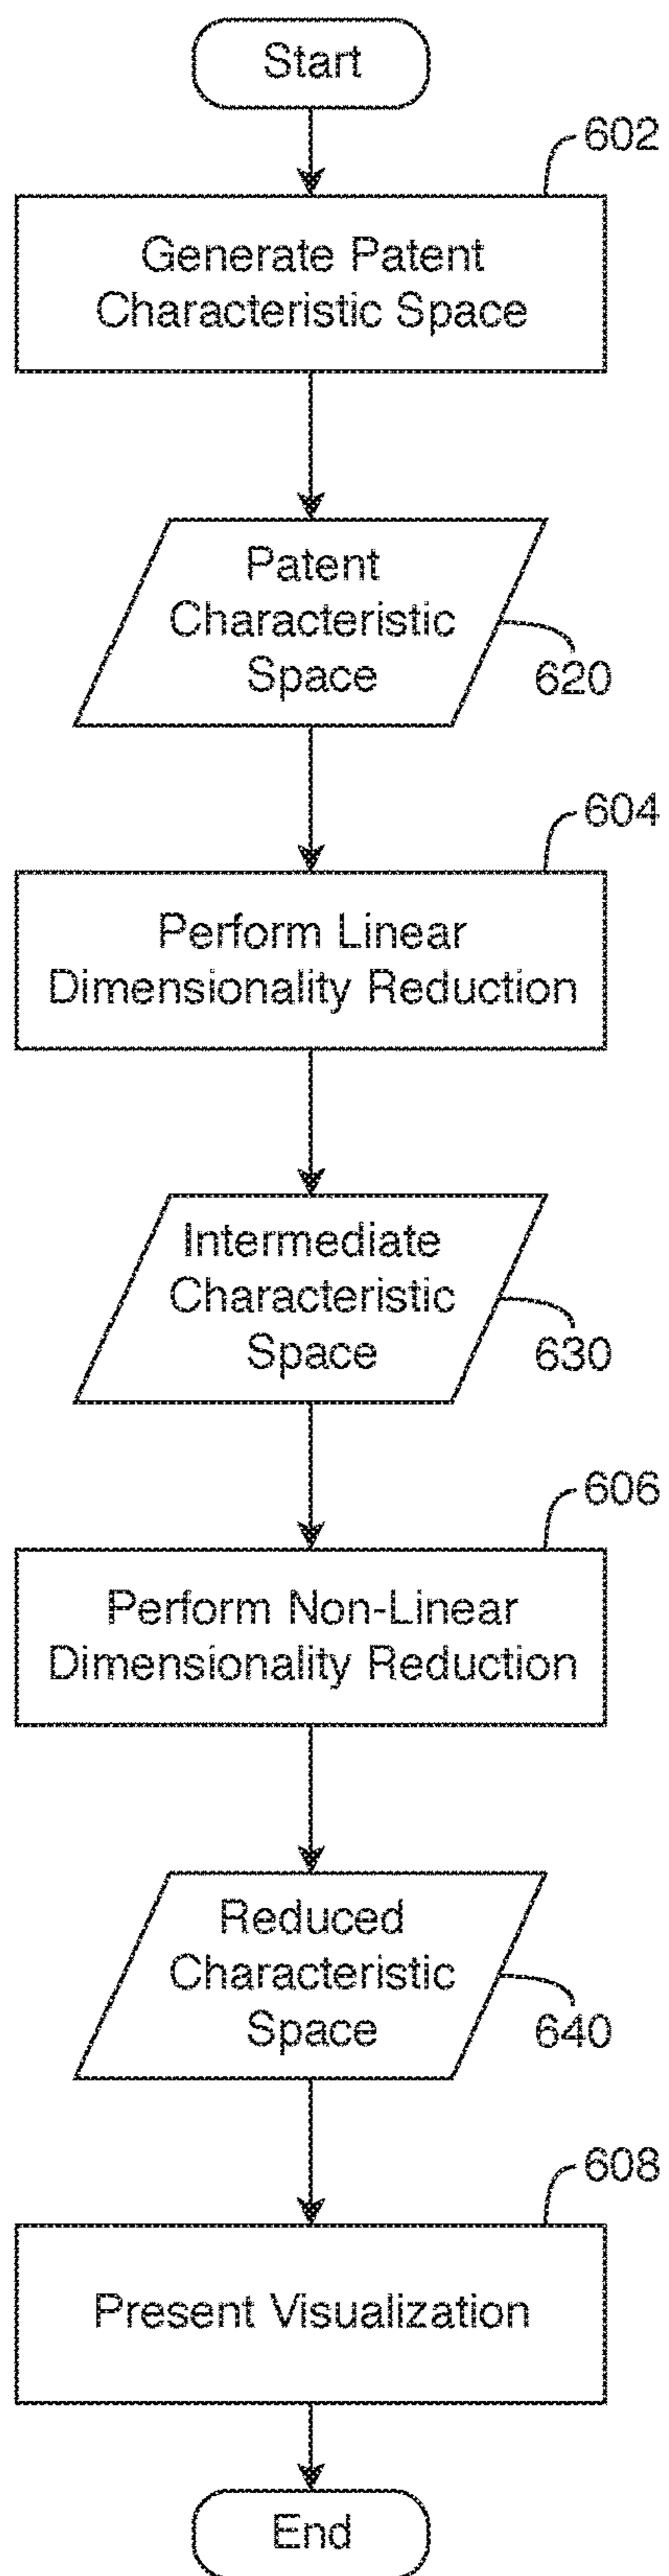 Start
602
Generate Patent
Characteristic Space
Patent
Characteristic
Space
620
604
Perform Linear
Dimensionality Reduction
Intermediate
Characteristic
Space
630
606
Perform Non-Linear
Dimensionality Reduction
Reduced
Characteristic
Space
640
608
Present Visualization
End